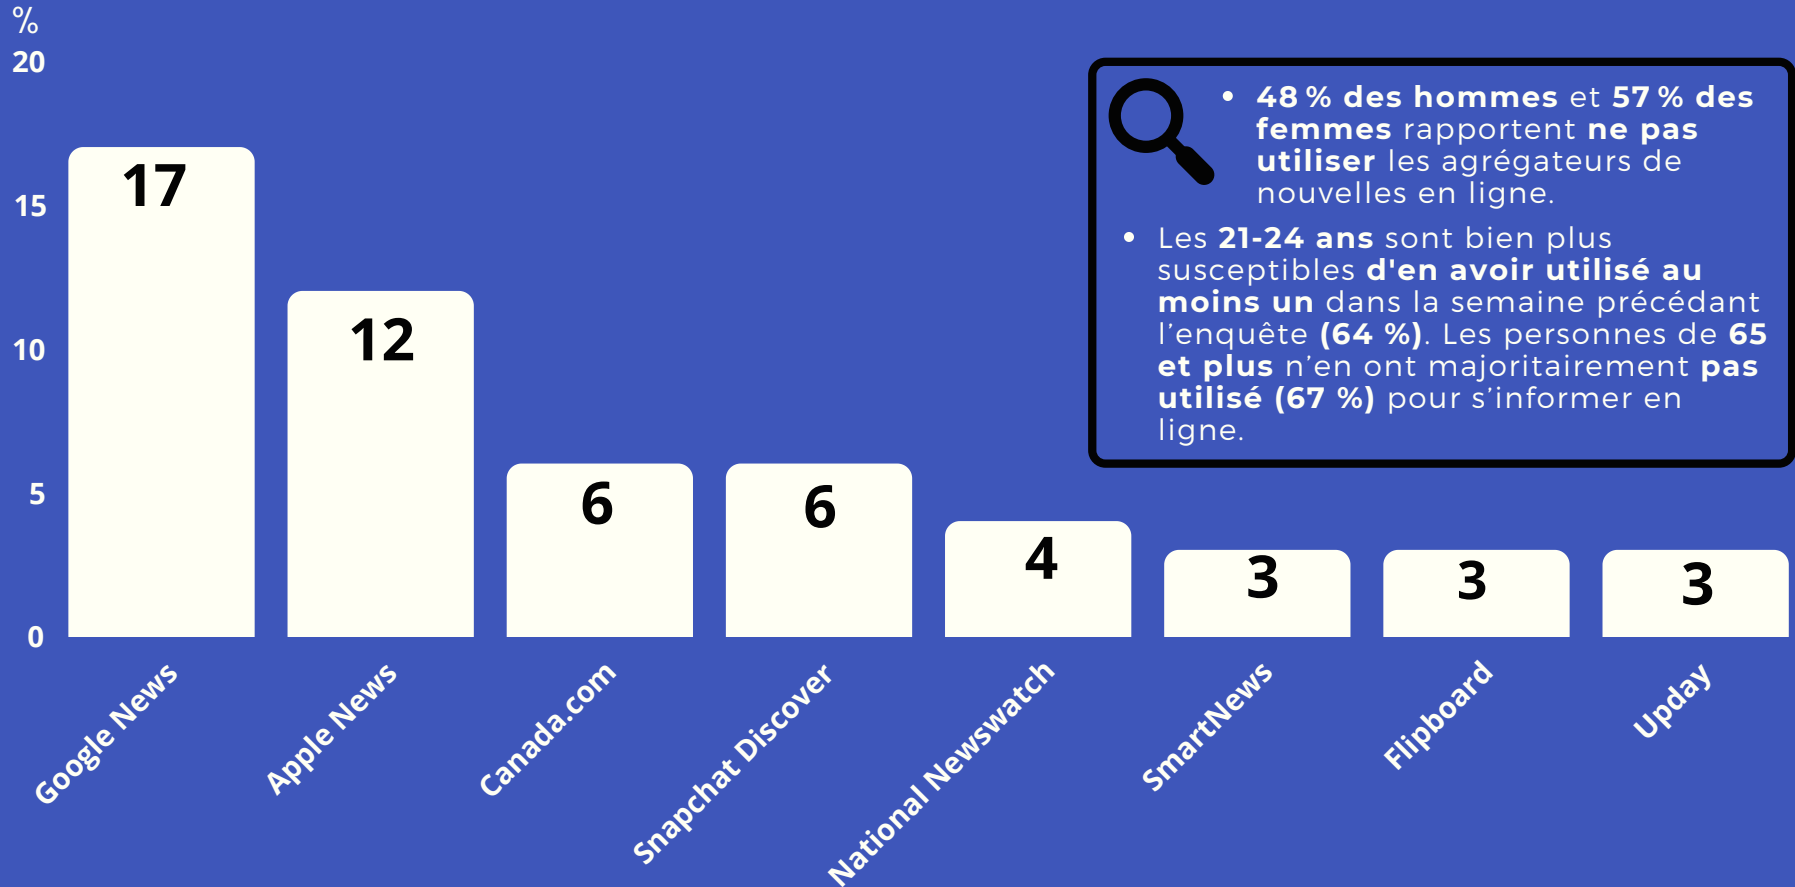 %
20
15
10
5
0
17
12
6
6
4
3
3
3
Google News
Apple News
Canada.com
Snapchat Discover
National Newswatch
SmartNews
Flipboard
Upday
• 48 % des hommes et 57 % des
femmes rapportent ne pas
utiliser les agrégateurs de
nouvelles en ligne.
• Les 21-24 ans sont bien plus
susceptibles d'en avoir utilisé au
moins un dans la semaine précédant
l'enquête (64 %). Les personnes de 65
et plus n'en ont majoritairement pas
utilisé (67 %) pour s'informer en
ligne.